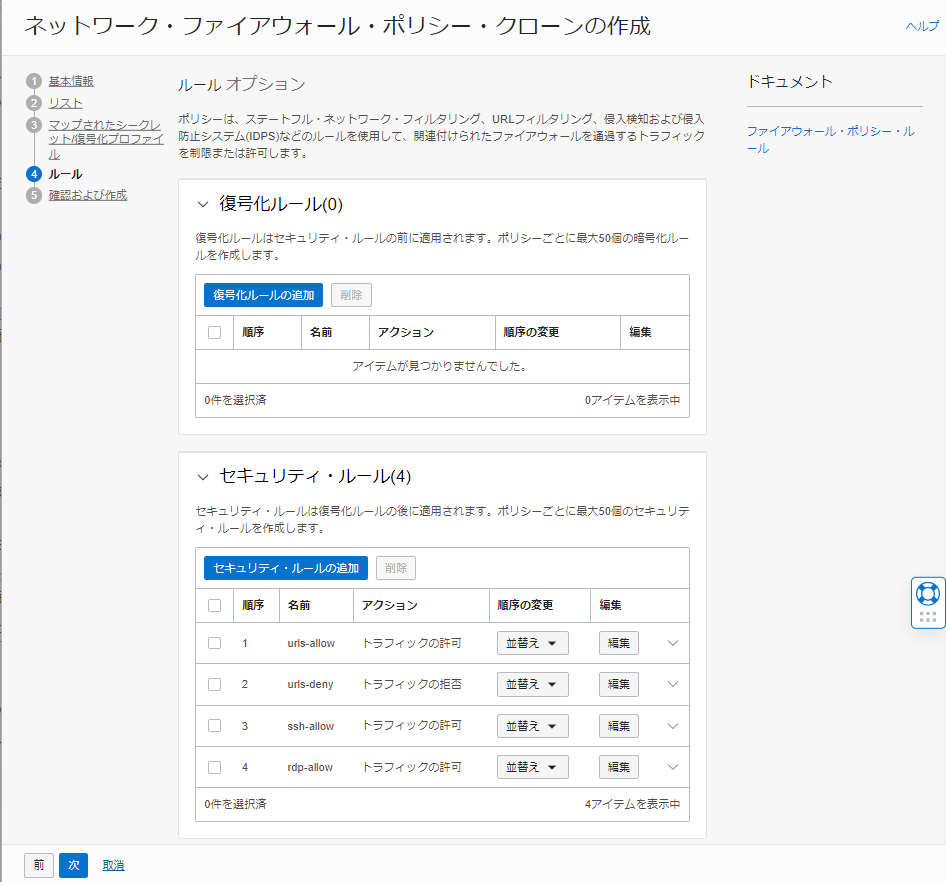 ネットワーク・ファイアウォール・ポリシー・クローンの作成
ヘルプ
1 基本情報
2 リスト
3 マップされたシークレ
ット/復号化プロファイ
ル
4 ルール
5 確認および作成
ルール オプション
ポリシーは、ステートフル・ネットワーク・フィルタリング、URLフィルタリング、侵入検知および侵入
防止システム(IDPS)などのルールを使用して、関連付けられたファイアウォールを通過するトラフィック
を制限または許可します。
ドキュメント
ファイアウォール・ポリシー・ル
ール
復号化ルール(0)
復号化ルールはセキュリティ・ルールの前に適用されます。ポリシーごとに最大50個の暗号化ルー
ルを作成します。
復号化ルールの追加 削除
順序 名前 アクション 順序の変更 編集
アイテムが見つかりませんでした。
0件を選択済 0アイテムを表示中
セキュリティ・ルール(4)
セキュリティ・ルールは復号化ルールの後に適用されます。ポリシーごとに最大50個のセキュリテ
ィ・ルールを作成します。
セキュリティ・ルールの追加 削除
順序 名前 アクション 順序の変更 編集
1 urls-allow トラフィックの許可 並替え 編集
2 urls-deny トラフィックの拒否 並替え 編集
3 ssh-allow トラフィックの許可 並替え 編集
4 rdp-allow トラフィックの許可 並替え 編集
0件を選択済 4アイテムを表示中
前 次 取消